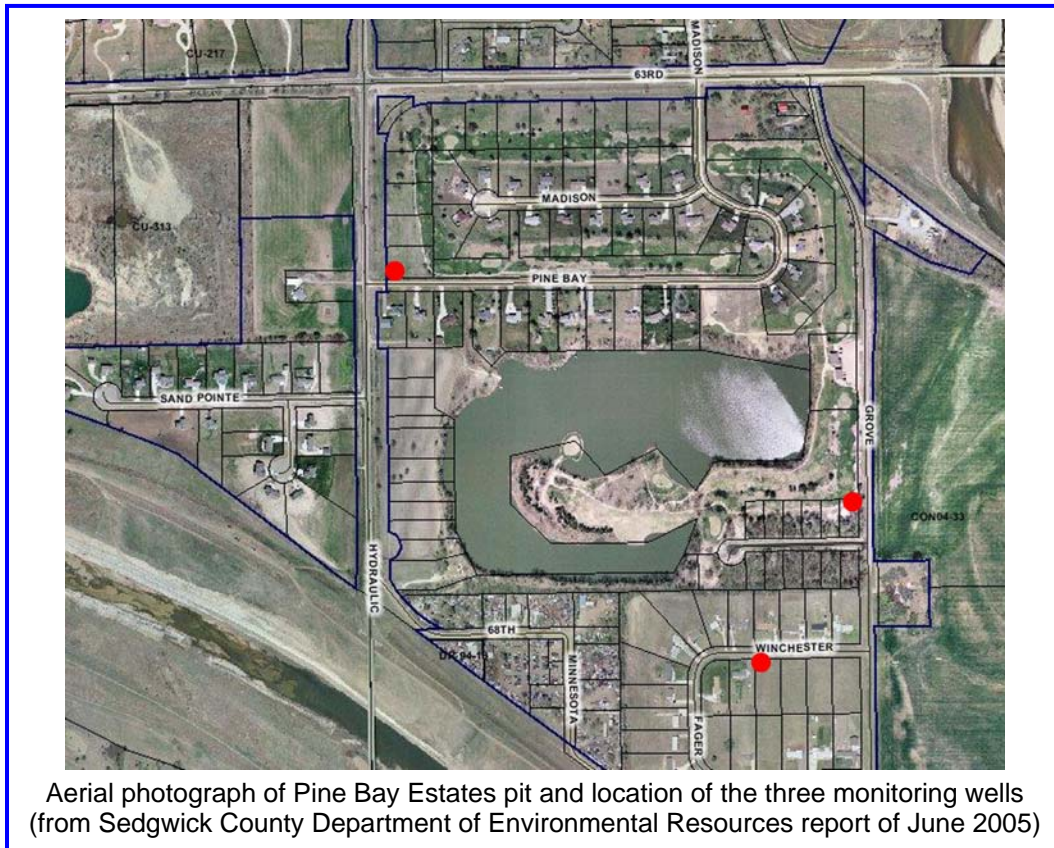 CU-217
MADISON
63RD
CU-313
MADISON
PINE BAY
SAND POINTE
GROVE
CON94-33
HYDRAULIC
68TH
MINNESOTA
WINCHESTER
FAGER
Aerial photograph of Pine Bay Estates pit and location of the three monitoring wells
(from Sedgwick County Department of Environmental Resources report of June 2005)